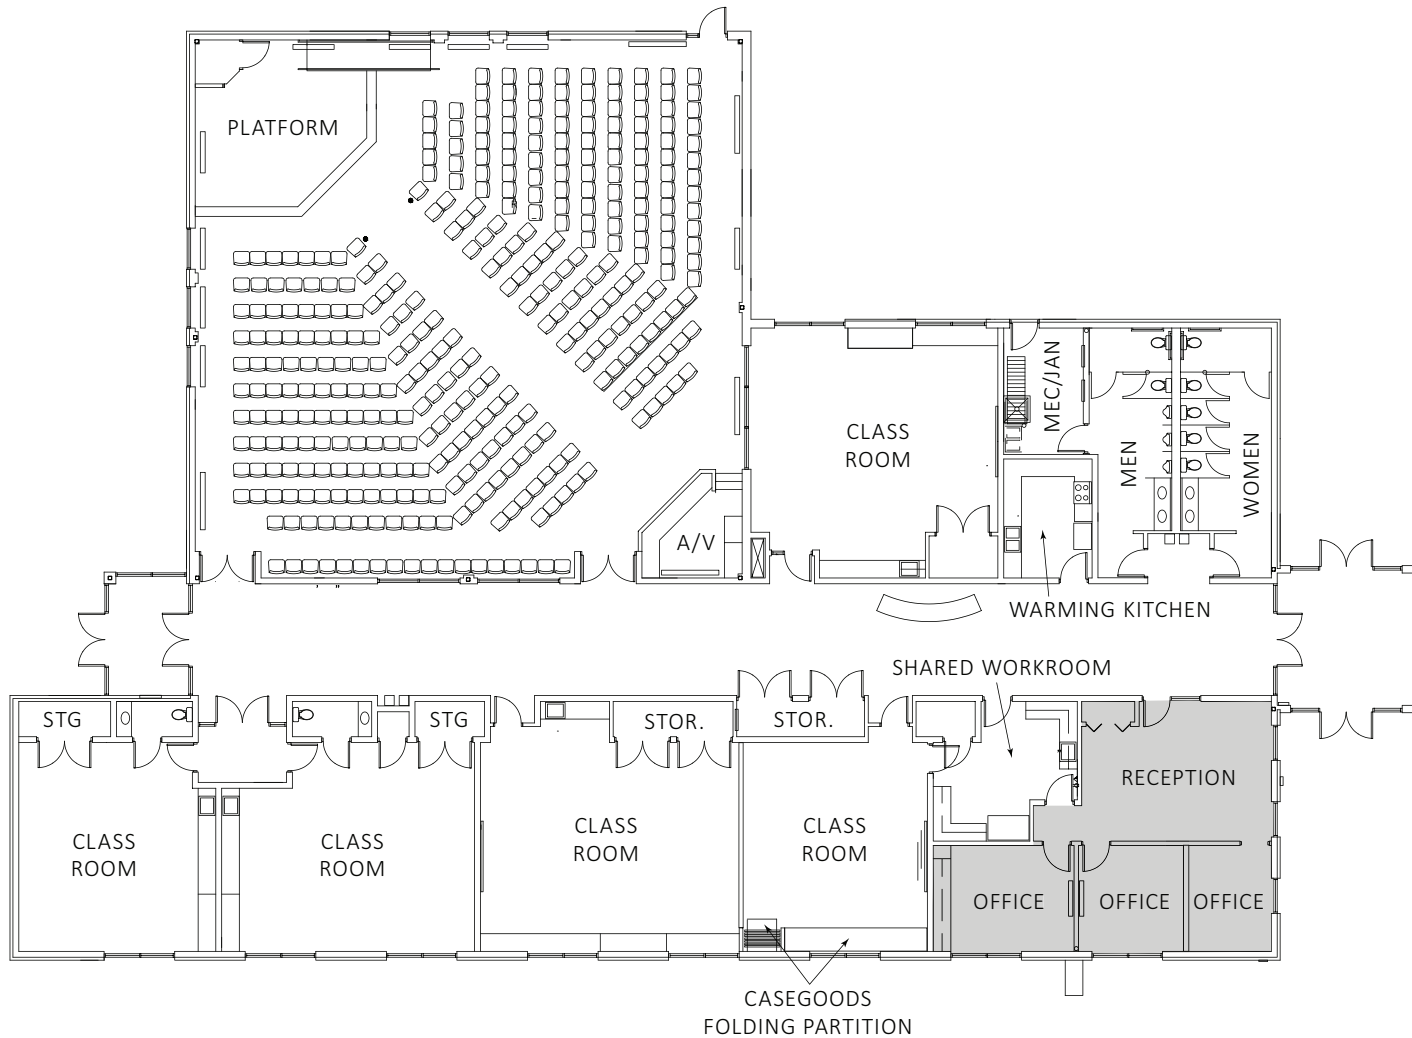 PLATFORM
A/V
CLASS
ROOM
MEC/JAN
MEN
WOMEN
WARMING KITCHEN
SHARED WORKROOM
STG
STG
STOR.
STOR.
RECEPTION
CLASS
ROOM
CLASS
ROOM
CLASS
ROOM
CLASS
ROOM
OFFICE
OFFICE
OFFICE
CASEGOODS
FOLDING PARTITION